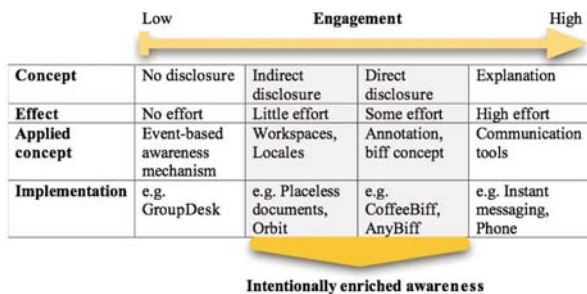 Low Engagement High
Concept No disclosure Indirect disclosure Direct disclosure Explanation
Effect No effort Little effort Some effort High effort
Applied concept Event-based awareness mechanism Workspaces, Locales Annotation, biff concept Communication tools
Implementation e.g. GroupDesk e.g. Placeless documents, Orbit e.g. CoffeeBiff, AnyBiff e.g. Instant messaging, Phone
Intentionally enriched awareness